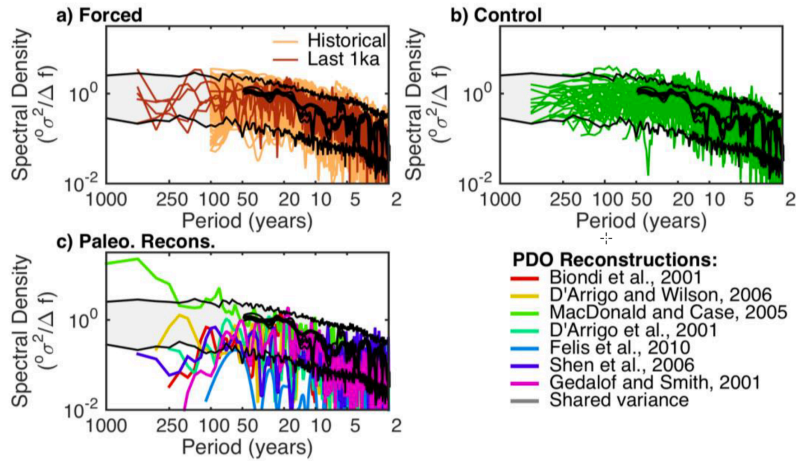 a) Forced
Historical
Last 1ka
Spectral Density
(°σ²/Δ f)
10⁰
10⁻²
1000 250 100 50 20 10 5 2
Period (years)
b) Control
Spectral Density
(°σ²/Δ f)
10⁰
10⁻²
1000 250 100 50 20 10 5 2
Period (years)
c) Paleo. Recons.
Spectral Density
(°σ²/Δ f)
10⁰
10⁻²
1000 250 100 50 20 10 5 2
Period (years)
PDO Reconstructions:
Biondi et al., 2001
D'Arrigo and Wilson, 2006
MacDonald and Case, 2005
D'Arrigo et al., 2001
Felis et al., 2010
Shen et al., 2006
Gedalof and Smith, 2001
Shared variance